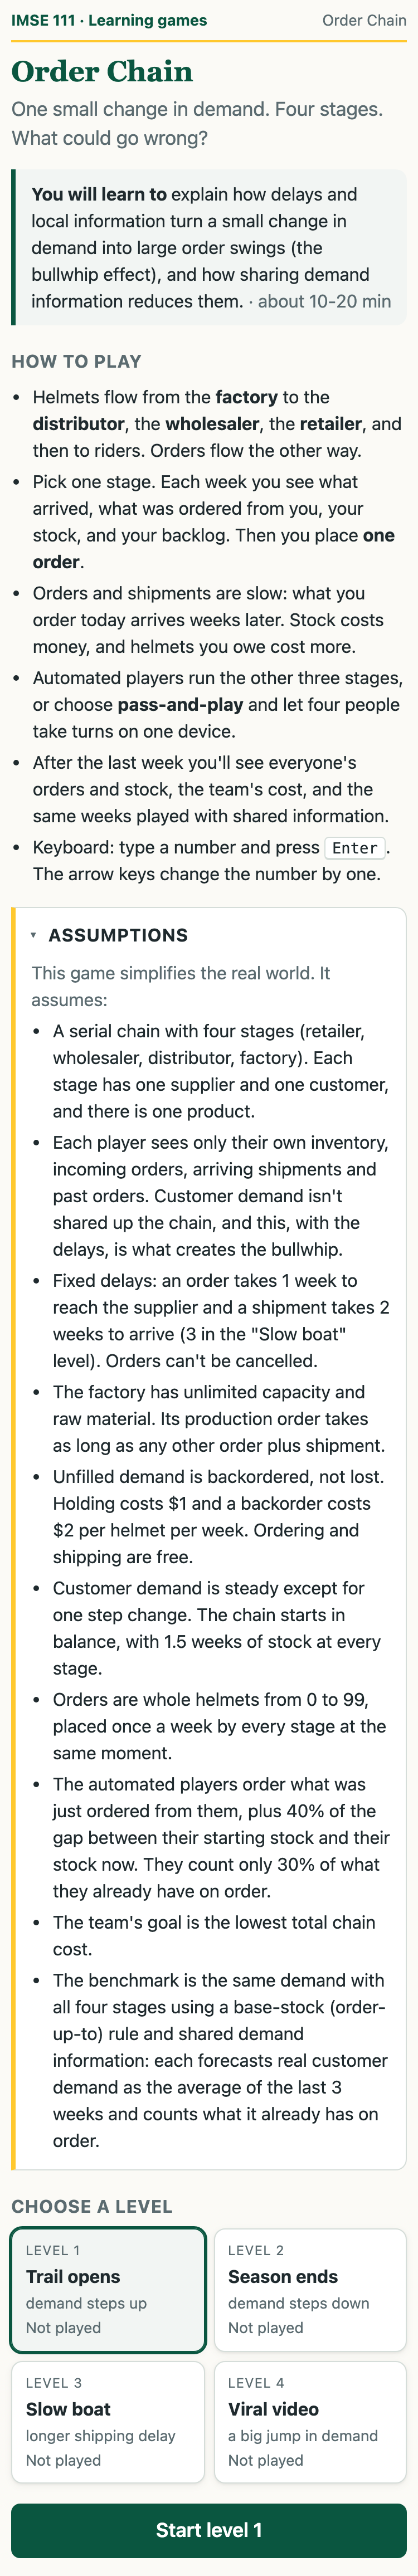 IMSE 111 · Learning games
Order Chain
Order Chain
One small change in demand. Four stages.
What could go wrong?
You will learn to explain how delays and
local information turn a small change in
demand into large order swings (the
bullwhip effect), and how sharing demand
information reduces them. · about 10-20 min
HOW TO PLAY
• Helmets flow from the factory to the
distributor, the wholesaler, the retailer, and
then to riders. Orders flow the other way.
• Pick one stage. Each week you see what
arrived, what was ordered from you, your
stock, and your backlog. Then you place one
order.
• Orders and shipments are slow: what you
order today arrives weeks later. Stock costs
money, and helmets you owe cost more.
• Automated players run the other three stages,
or choose pass-and-play and let four people
take turns on one device.
• After the last week you'll see everyone's
orders and stock, the team's cost, and the
same weeks played with shared information.
• Keyboard: type a number and press Enter.
The arrow keys change the number by one.
▾ ASSUMPTIONS
This game simplifies the real world. It
assumes:
• A serial chain with four stages (retailer,
wholesaler, distributor, factory). Each
stage has one supplier and one customer,
and there is one product.
• Each player sees only their own inventory,
incoming orders, arriving shipments and
past orders. Customer demand isn't
shared up the chain, and this, with the
delays, is what creates the bullwhip.
• Fixed delays: an order takes 1 week to
reach the supplier and a shipment takes 2
weeks to arrive (3 in the "Slow boat"
level). Orders can't be cancelled.
• The factory has unlimited capacity and
raw material. Its production order takes
as long as any other order plus shipment.
• Unfilled demand is backordered, not lost.
Holding costs $1 and a backorder costs
$2 per helmet per week. Ordering and
shipping are free.
• Customer demand is steady except for
one step change. The chain starts in
balance, with 1.5 weeks of stock at every
stage.
• Orders are whole helmets from 0 to 99,
placed once a week by every stage at the
same moment.
• The automated players order what was
just ordered from them, plus 40% of the
gap between their starting stock and their
stock now. They count only 30% of what
they already have on order.
• The team's goal is the lowest total chain
cost.
• The benchmark is the same demand with
all four stages using a base-stock (order-
up-to) rule and shared demand
information: each forecasts real customer
demand as the average of the last 3
weeks and counts what it already has on
order.
CHOOSE A LEVEL
LEVEL 1
Trail opens
demand steps up
Not played
LEVEL 2
Season ends
demand steps down
Not played
LEVEL 3
Slow boat
longer shipping delay
Not played
LEVEL 4
Viral video
a big jump in demand
Not played
Start level 1